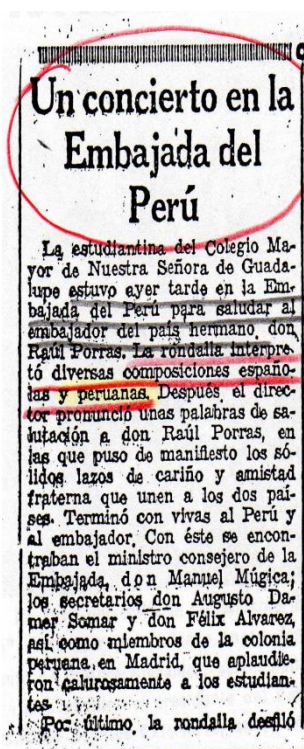 Un concierto en la
Embajada del
Perú
La estudiantina del Colegio Ma-
yor de Nuestra Señora de Guada-
lupe estuvo ayer tarde en la Em-
bajada del Perú para saludar al
embajador del país hermano, don
Raúl Porras. La rondalla interpre-
tó diversas composiciones españo-
las y peruanas. Después, el direc-
tor pronunció unas palabras de sa-
lutación a don Raúl Porras, en
las que puso de manifiesto los só-
lidos lazos de cariño y amistad
fraterna que unen a los dos paí-
ses. Terminó con vivas al Perú y
al embajador. Con éste se encon-
traban el ministro consejero de la
Embajada, don Manuel Múgica;
los secretarios don Augusto Da-
mer Somar y don Félix Alvarez,
así como miembros de la colonia
peruana en Madrid, que aplaudie-
ron calurosamente a los estudian-
tes.
Por último, la rondalla desfiló